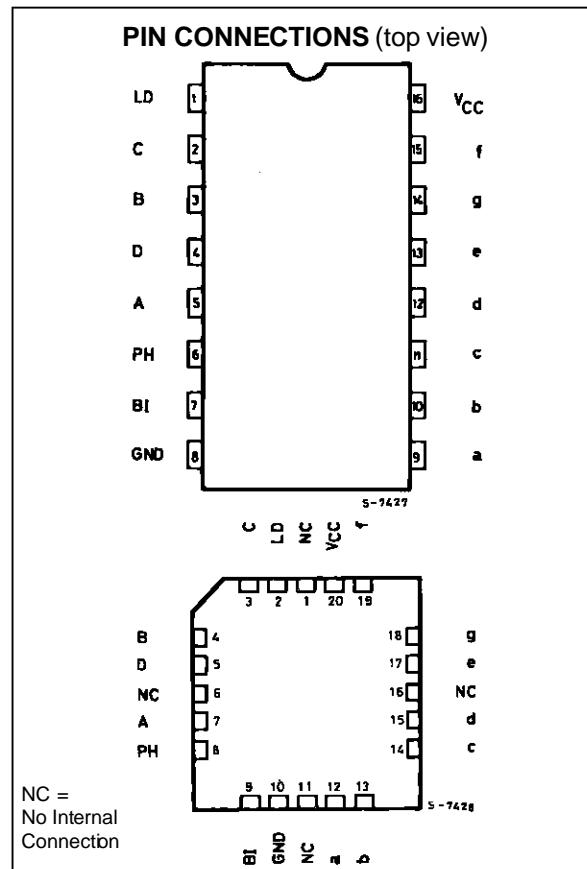 PIN CONNECTIONS (top view)
LD 1 16 VCC
C 2 15 f
B 3 14 g
D 4 13 e
A 5 12 d
PH 6 11 c
BI 7 10 b
GND 8 9 a
S-7427
C LD NC VCC f
3 2 1 20 19
B 4 18 g
D 5 17 e
NC 6 16 NC
A 7 15 d
PH 8 14 c
9 10 11 12 13
S-7428
BI GND NC a b
NC =
No Internal
Connection